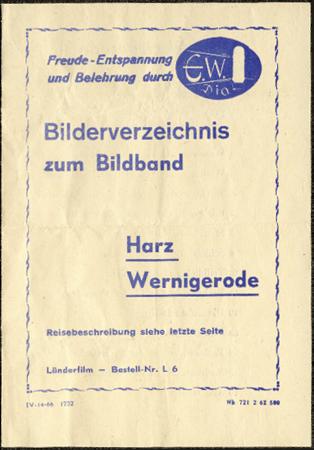 Freude-Entspannung
und Belehrung durch
E.W.
Dia
Bilderverzeichnis
zum Bildband
Harz
Wernigerode
Reisebeschreibung siehe letzte Seite
Länderfilm — Bestell-Nr. L 6
IV-14-66 1732
Wb 721 2 62 500